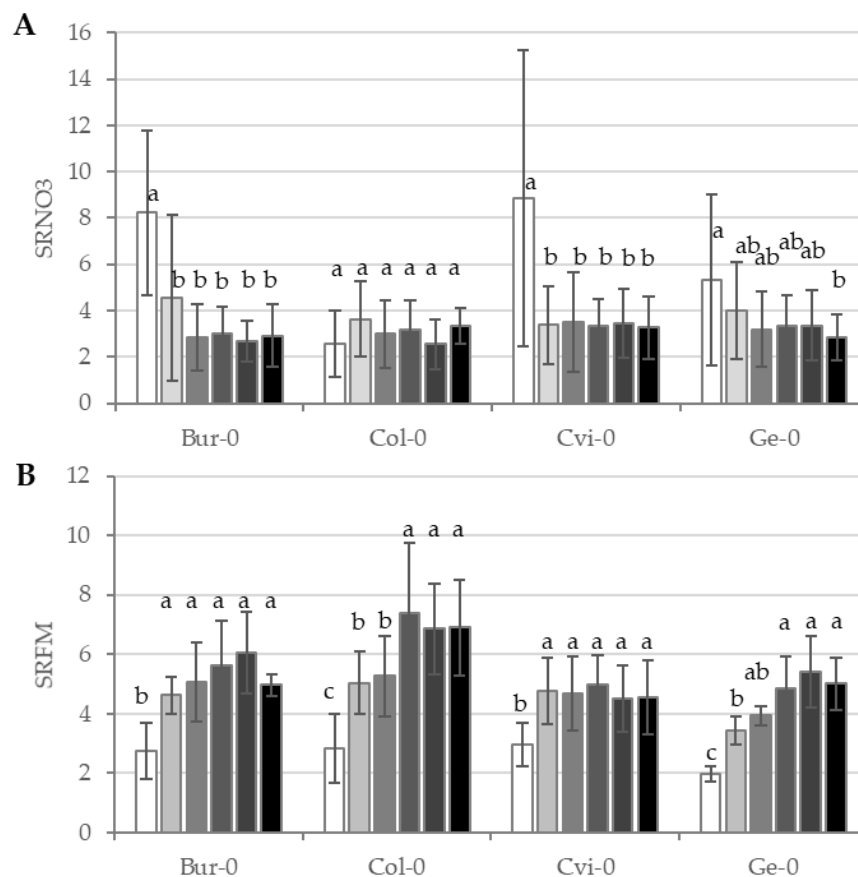 A
16
14
12
10
8
6
4
2
0
SRNO3
a b b b b b
a a a a a a
a b b b b b
a ab ab ab ab b
Bur-0 Col-0 Cvi-0 Ge-0
B
12
10
8
6
4
2
0
SRFM
b a a a a a
c b b a a a
b a a a a a
c b ab a a a
Bur-0 Col-0 Cvi-0 Ge-0